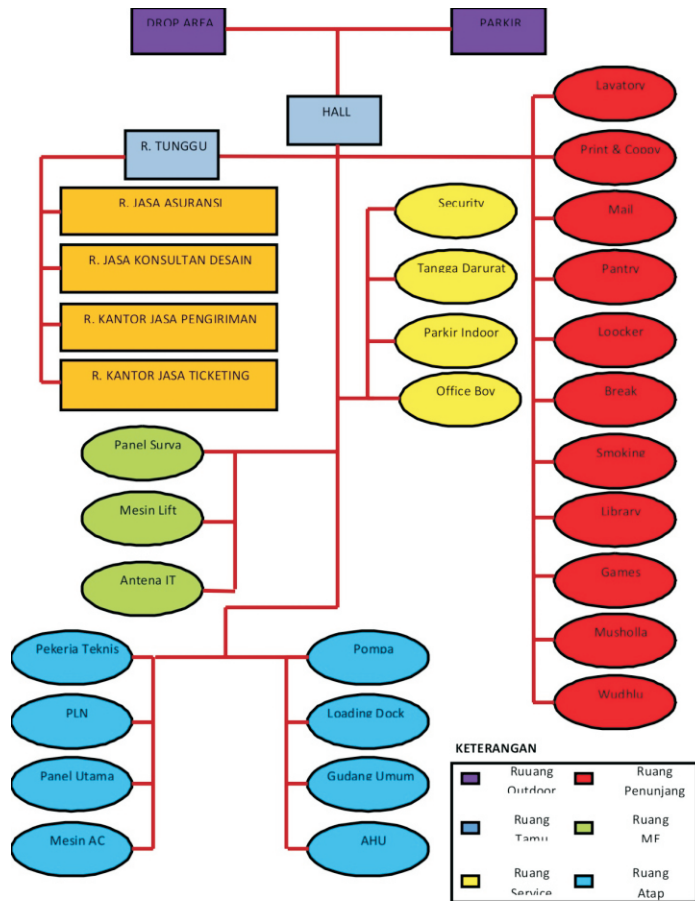 DROP AREA
PARKIR
HALL
R. TUNGGU
R. JASA ASURANSI
R. JASA KONSULTAN DESAIN
R. KANTOR JASA PENGIRIMAN
R. KANTOR JASA TICKETING
Security
Tangga Darurat
Parkir Indoor
Office Boy
Lavatory
Print & Coppy
Mail
Pantry
Loocker
Break
Smoking
Library
Games
Musholla
Wudhlu
Panel Surya
Mesin Lift
Antena IT
Pekerja Teknis
PLN
Panel Utama
Mesin AC
Pompa
Loading Dock
Gudang Umum
AHU
KETERANGAN
Ruuang
Outdoor
Ruang
Penunjang
Ruang
Tamu
Ruang
ME
Ruang
Service
Ruang
Atap